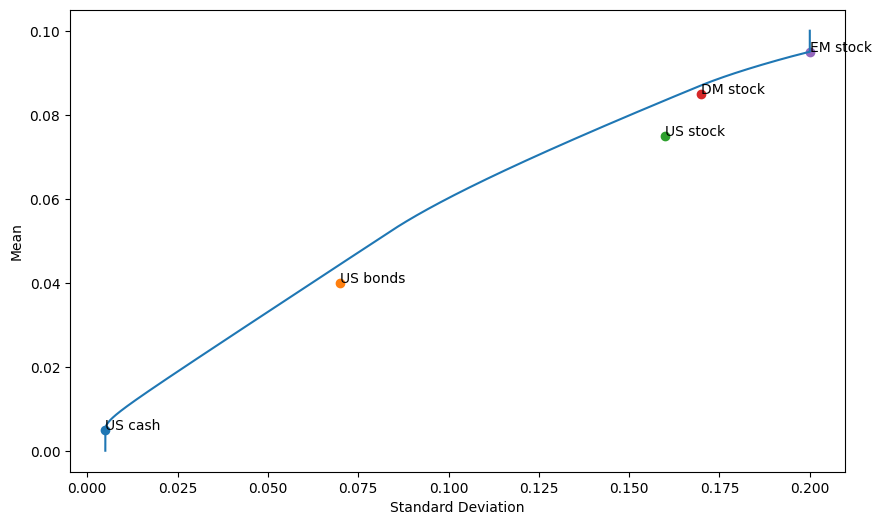 0.10
EM stock
DM stock
0.08
US stock
0.06
Mean
US bonds
0.04
0.02
US cash
0.00
0.000 0.025 0.050 0.075 0.100 0.125 0.150 0.175 0.200
Standard Deviation